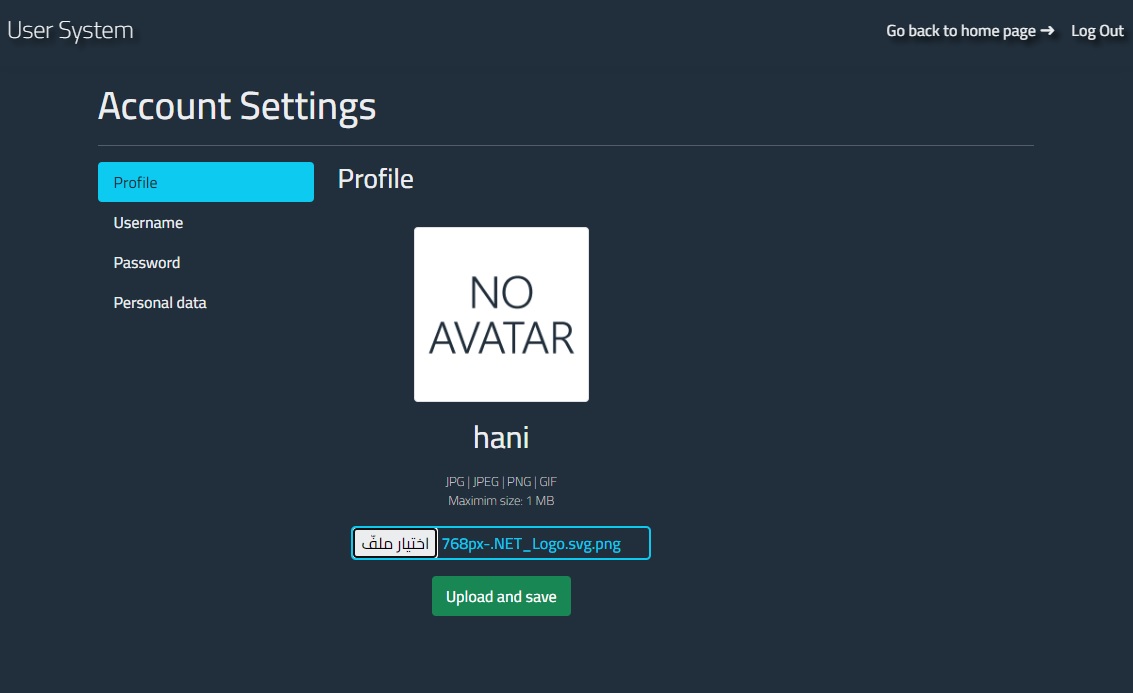 User System
Go back to home page ➜ Log Out
Account Settings
Profile
Username
Password
Personal data
Profile
NO
AVATAR
hani
JPG | JPEG | PNG | GIF
Maximim size: 1 MB
اختيار ملفّ 768px-.NET_Logo.svg.png
Upload and save